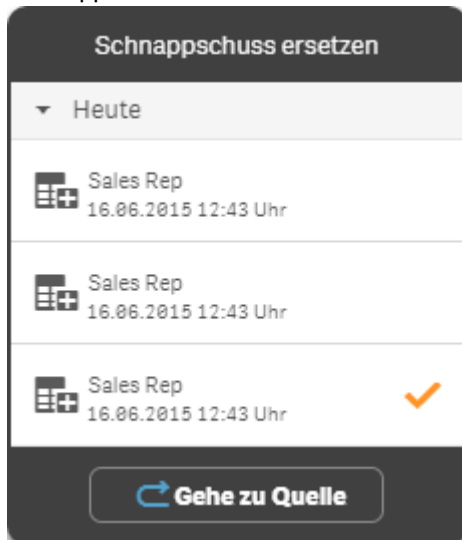 Schnappschuss ersetzen
Heute
Sales Rep
16.06.2015 12:43 Uhr
Sales Rep
16.06.2015 12:43 Uhr
Sales Rep
16.06.2015 12:43 Uhr
Gehe zu Quelle